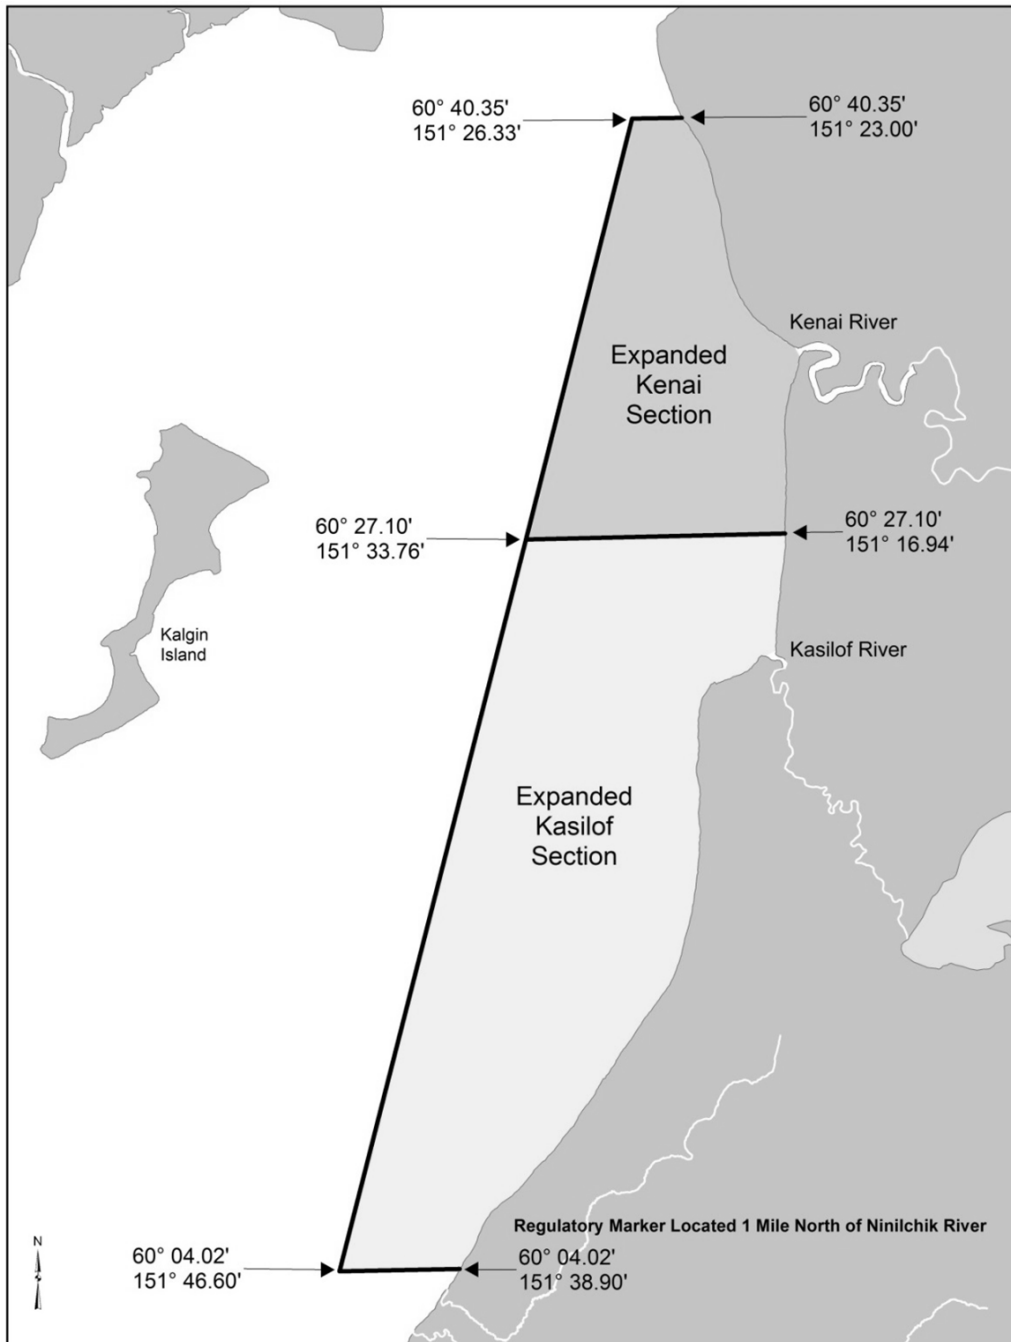 60° 40.35'
151° 26.33'
60° 40.35'
151° 23.00'
Kenai River
Expanded
Kenai
Section
60° 27.10'
151° 33.76'
60° 27.10'
151° 16.94'
Kalgin
Island
Kasilof River
Expanded
Kasilof
Section
Regulatory Marker Located 1 Mile North of Ninilchik River
N
60° 04.02'
151° 46.60'
60° 04.02'
151° 38.90'